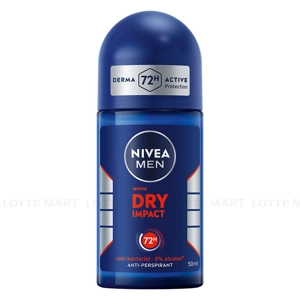 DERMA 72H ACTIVE
Protection
NIVEA
MEN
DRY
IMPACT
72H
Anti-bacterial | 0% Alcohol*
ANTI-PERSPIRANT
50ml
LOTTE MART